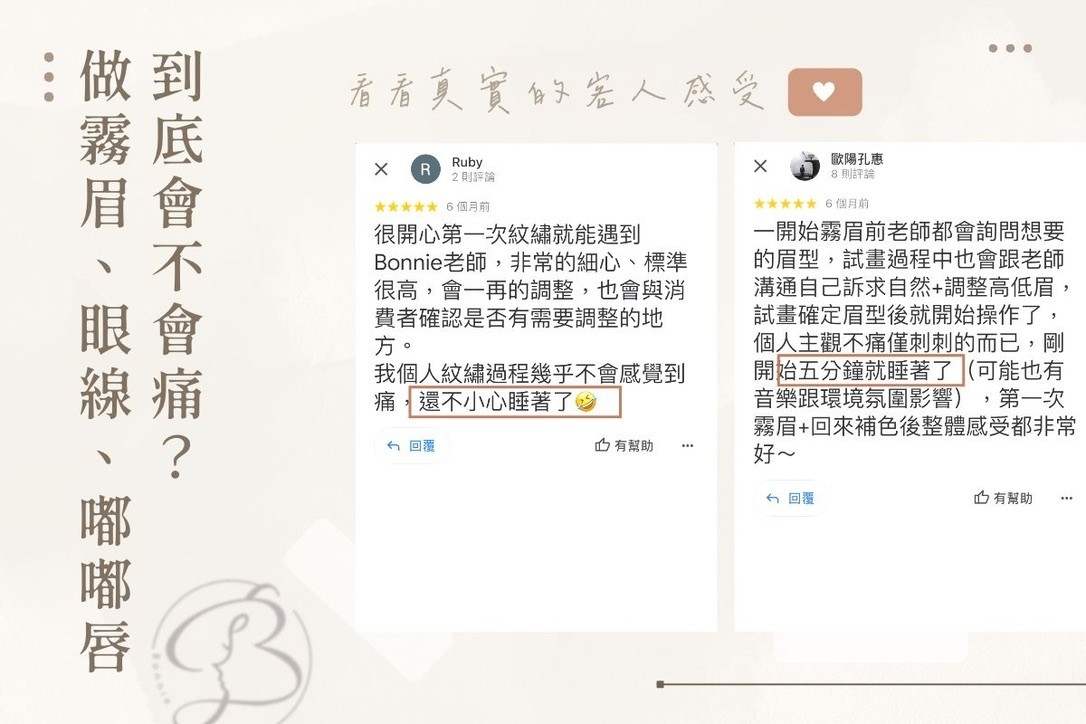 到底會不會痛？
做霧眉、眼線、嘟嘟唇
看看真實的客人感受
R
Ruby
2 則評論
6 個月前
很開心第一次紋繡就能遇到
Bonnie老師，非常的細心、標準
很高，會一再的調整，也會與消
費者確認是否有需要調整的地
方。
我個人紋繡過程幾乎不會感覺到
痛，還不小心睡著了🤣
回覆
有幫助
歐陽孔惠
8 則評論
6 個月前
一開始霧眉前老師都會詢問想要
的眉型，試畫過程中也會跟老師
溝通自己訴求自然+調整高低眉，
試畫確定眉型後就開始操作了，
個人主觀不痛僅刺刺的而已，剛
開始五分鐘就睡著了（可能也有
音樂跟環境氛圍影響），第一次
霧眉+回來補色後整體感受都非常
好～
回覆
有幫助
B
Bonnie